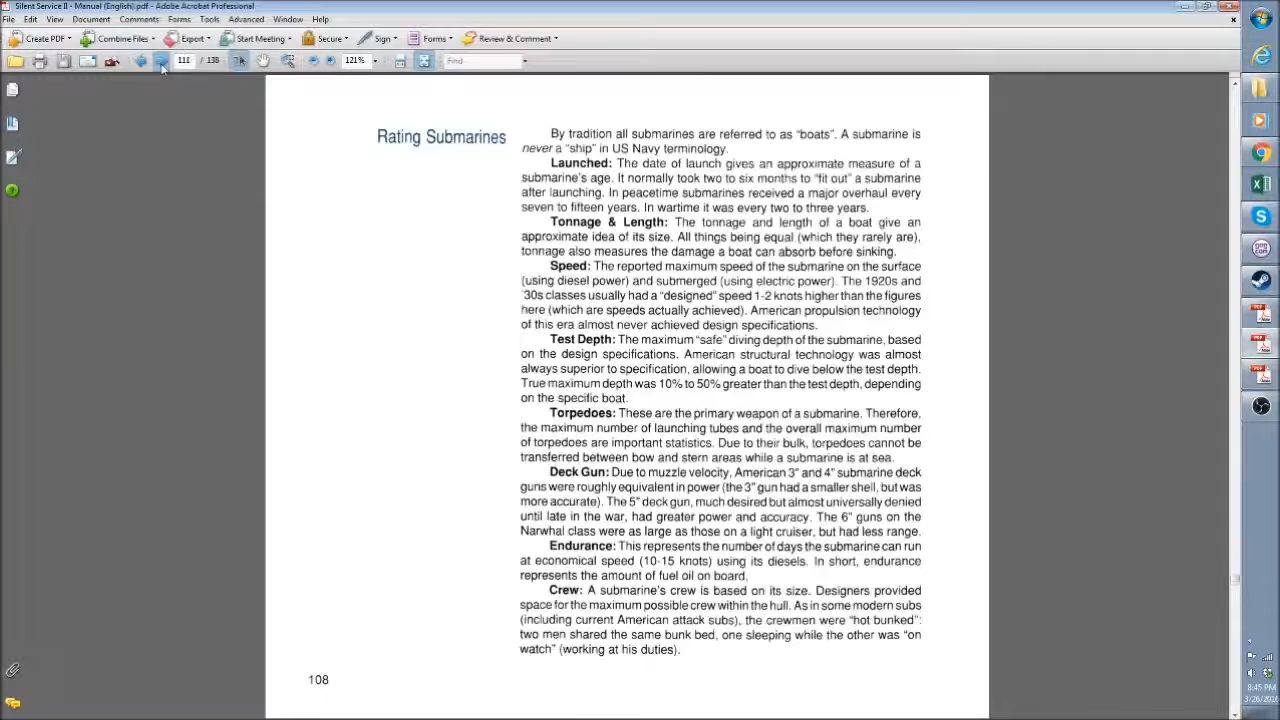 Silent Service II - Manual (English).pdf - Adobe Acrobat Professional
File Edit View Document Comments Forms Tools Advanced Window Help
Create PDF Combine Files Export Start Meeting Secure Sign Forms Review & Comment
111 / 138 121% Find
Rating Submarines
By tradition all submarines are referred to as “boats”. A submarine is
never a “ship” in US Navy terminology.
Launched: The date of launch gives an approximate measure of a
submarine’s age. It normally took two to six months to “fit out” a submarine
after launching. In peacetime submarines received a major overhaul every
seven to fifteen years. In wartime it was every two to three years.
Tonnage & Length: The tonnage and length of a boat give an
approximate idea of its size. All things being equal (which they rarely are),
tonnage also measures the damage a boat can absorb before sinking.
Speed: The reported maximum speed of the submarine on the surface
(using diesel power) and submerged (using electric power). The 1920s and
’30s classes usually had a “designed” speed 1-2 knots higher than the figures
here (which are speeds actually achieved). American propulsion technology
of this era almost never achieved design specifications.
Test Depth: The maximum “safe” diving depth of the submarine, based
on the design specifications. American structural technology was almost
always superior to specification, allowing a boat to dive below the test depth.
True maximum depth was 10% to 50% greater than the test depth, depending
on the specific boat.
Torpedoes: These are the primary weapon of a submarine. Therefore,
the maximum number of launching tubes and the overall maximum number
of torpedoes are important statistics. Due to their bulk, torpedoes cannot be
transferred between bow and stern areas while a submarine is at sea.
Deck Gun: Due to muzzle velocity, American 3" and 4" submarine deck
guns were roughly equivalent in power (the 3" gun had a smaller shell, but was
more accurate). The 5" deck gun, much desired but almost universally denied
until late in the war, had greater power and accuracy. The 6" guns on the
Narwhal class were as large as those on a light cruiser, but had less range.
Endurance: This represents the number of days the submarine can run
at economical speed (10-15 knots) using its diesels. In short, endurance
represents the amount of fuel oil on board.
Crew: A submarine’s crew is based on its size. Designers provided
space for the maximum possible crew within the hull. As in some modern subs
(including current American attack subs), the crewmen were “hot bunked”:
two men shared the same bunk bed, one sleeping while the other was “on
watch” (working at his duties).
108
8:45 PM
3/26/2016